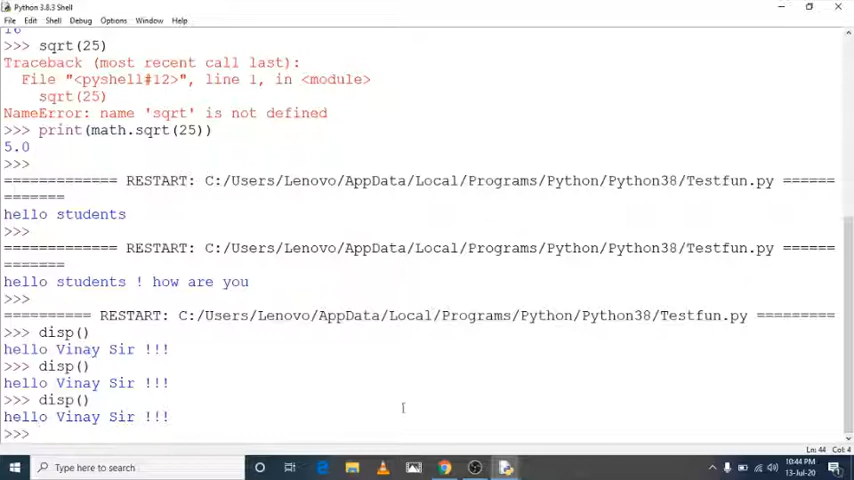 Python 3.8.3 Shell
File Edit Shell Debug Options Window Help
16
>>> sqrt(25)
Traceback (most recent call last):
  File "<pyshell#12>", line 1, in <module>
    sqrt(25)
NameError: name 'sqrt' is not defined
>>> print(math.sqrt(25))
5.0
>>>
============= RESTART: C:/Users/Lenovo/AppData/Local/Programs/Python/Python38/Testfun.py ======
=======
hello students
>>>
============= RESTART: C:/Users/Lenovo/AppData/Local/Programs/Python/Python38/Testfun.py ======
=======
hello students ! how are you
>>>
========== RESTART: C:/Users/Lenovo/AppData/Local/Programs/Python/Python38/Testfun.py =========
>>> disp()
hello Vinay Sir !!!
>>> disp()
hello Vinay Sir !!!
>>> disp()
hello Vinay Sir !!!
>>>
Ln: 44 Col: 4
Type here to search
10:44 PM
13-Jul-20